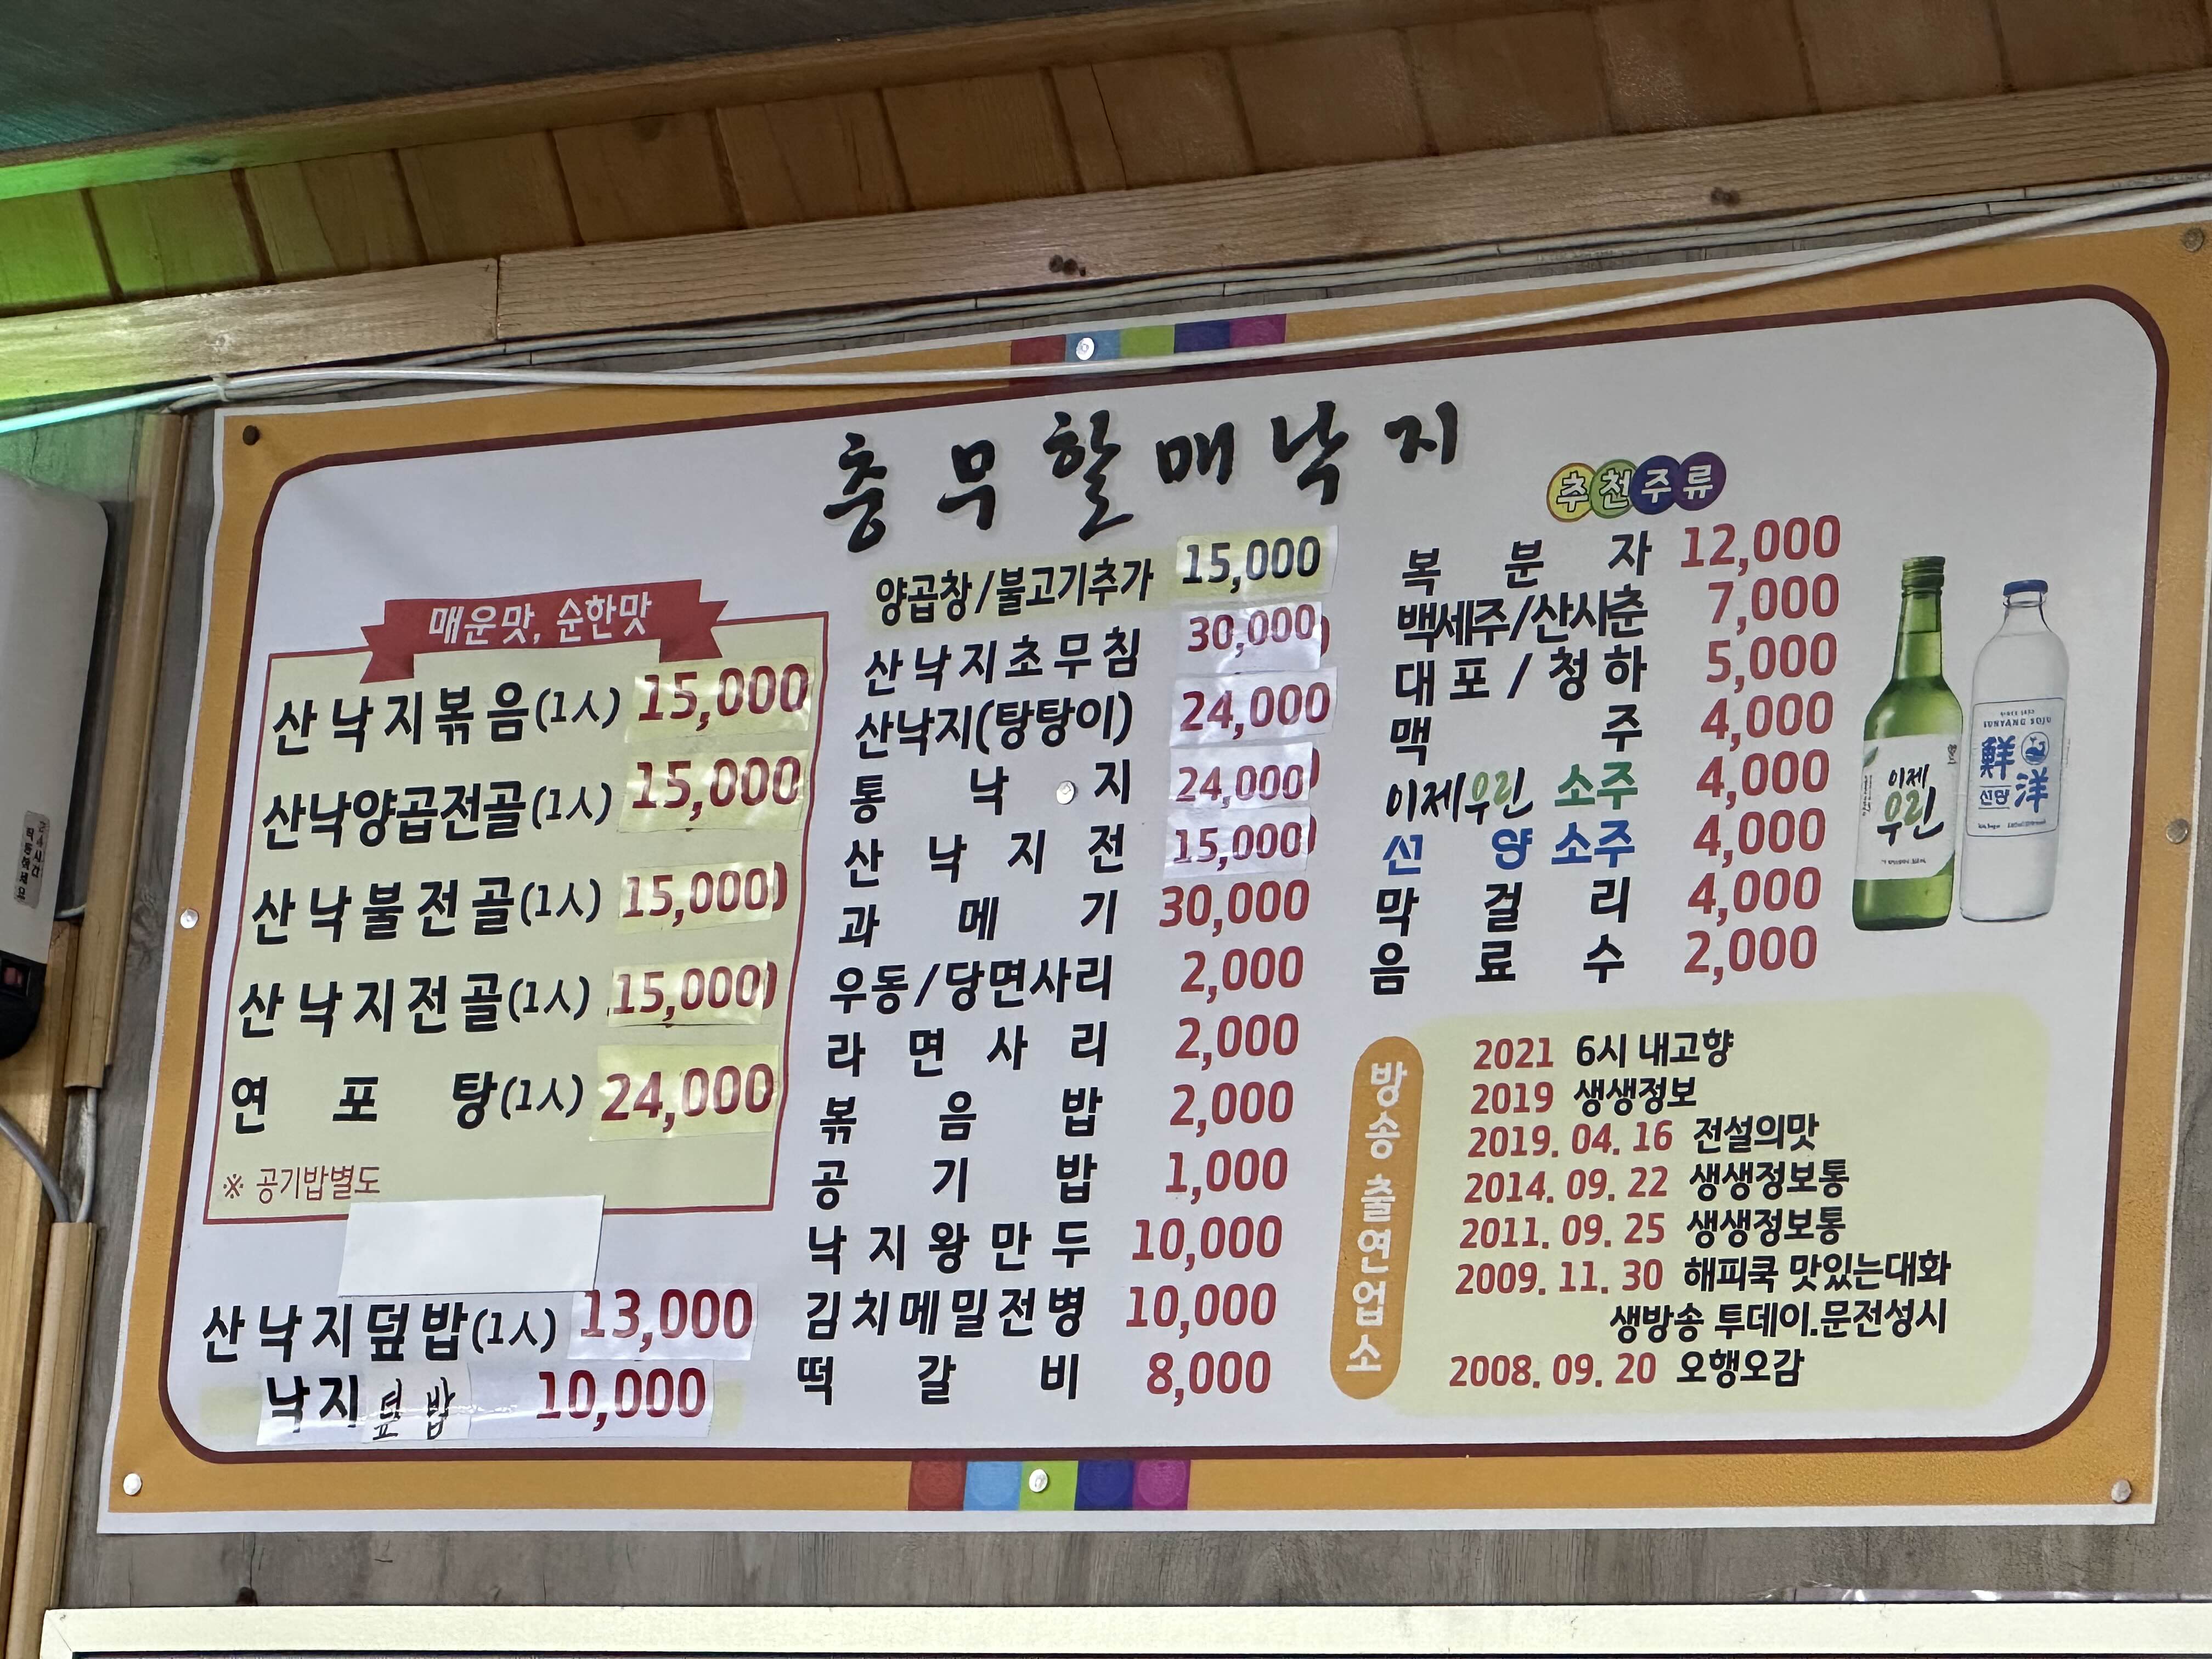 충무할매낙지
매운맛, 순한맛
산낙지볶음(1人) 15,000
산낙양곱전골(1人) 15,000
산낙불전골(1人) 15,000
산낙지전골(1人) 15,000
연포탕(1人) 24,000
※ 공기밥별도
산낙지덮밥(1人) 13,000
낙지덮밥 10,000
양곱창/불고기추가 15,000
산낙지초무침 30,000
산낙지(탕탕이) 24,000
통낙지 24,000
산낙지전 15,000
과메기 30,000
우동/당면사리 2,000
라면사리 2,000
볶음밥 2,000
공기밥 1,000
낙지왕만두 10,000
김치메밀전병 10,000
떡갈비 8,000
추천주류
복분자 12,000
백세주/산사춘 7,000
대포/청하 5,000
맥주 4,000
이제우린 소주 4,000
선양소주 4,000
막걸리 4,000
음료수 2,000
이제
우린
SUNYANG SOJU
鮮
선양 洋
방송출연업소
2021 6시 내고향
2019 생생정보
2019. 04. 16 전설의맛
2014. 09. 22 생생정보통
2011. 09. 25 생생정보통
2009. 11. 30 해피쿡 맛있는대화
생방송 투데이.문전성시
2008. 09. 20 오행오감